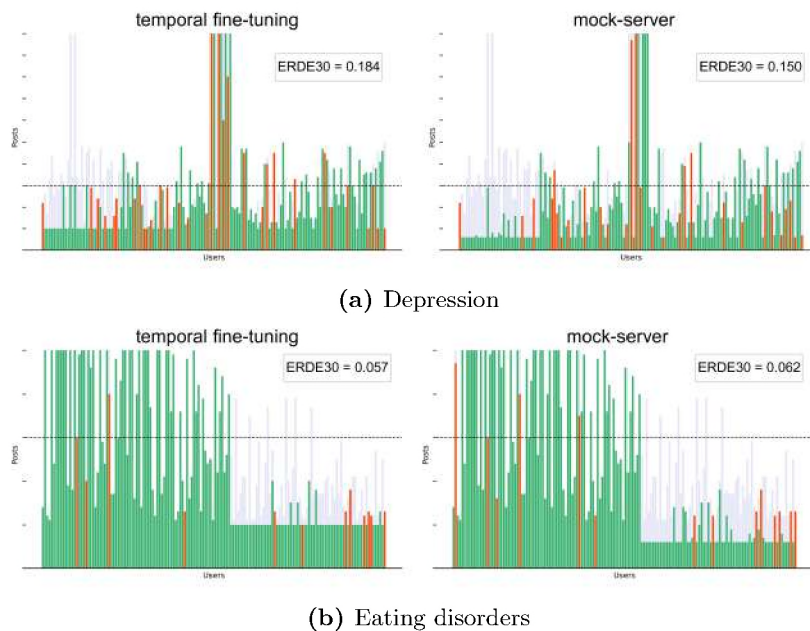 temporal fine-tuning
mock-server
ERDE30 = 0.184
ERDE30 = 0.150
Posts
Posts
Users
Users
(a) Depression
temporal fine-tuning
mock-server
ERDE30 = 0.057
ERDE30 = 0.062
Posts
Posts
Users
Users
(b) Eating disorders